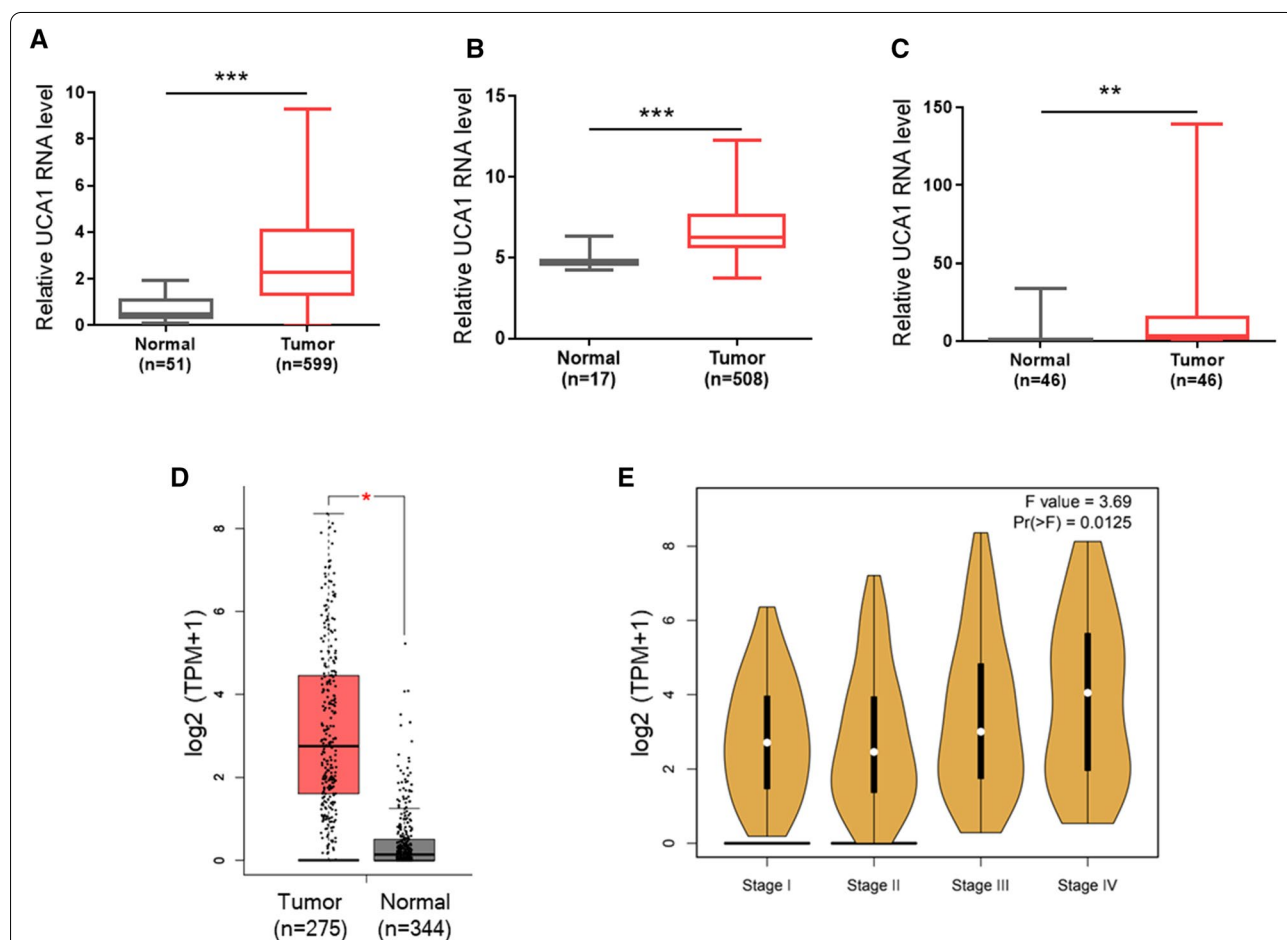 A
Relative UCA1 RNA level
10
8
6
4
2
0
***
Normal
(n=51)
Tumor
(n=599)
B
Relative UCA1 RNA level
15
10
5
0
***
Normal
(n=17)
Tumor
(n=508)
C
Relative UCA1 RNA level
150
100
50
0
**
Normal
(n=46)
Tumor
(n=46)
D
log2 (TPM+1)
8
6
4
2
0
*
Tumor
(n=275)
Normal
(n=344)
E
log2 (TPM+1)
8
6
4
2
0
F value = 3.69
Pr(>F) = 0.0125
Stage I
Stage II
Stage III
Stage IV